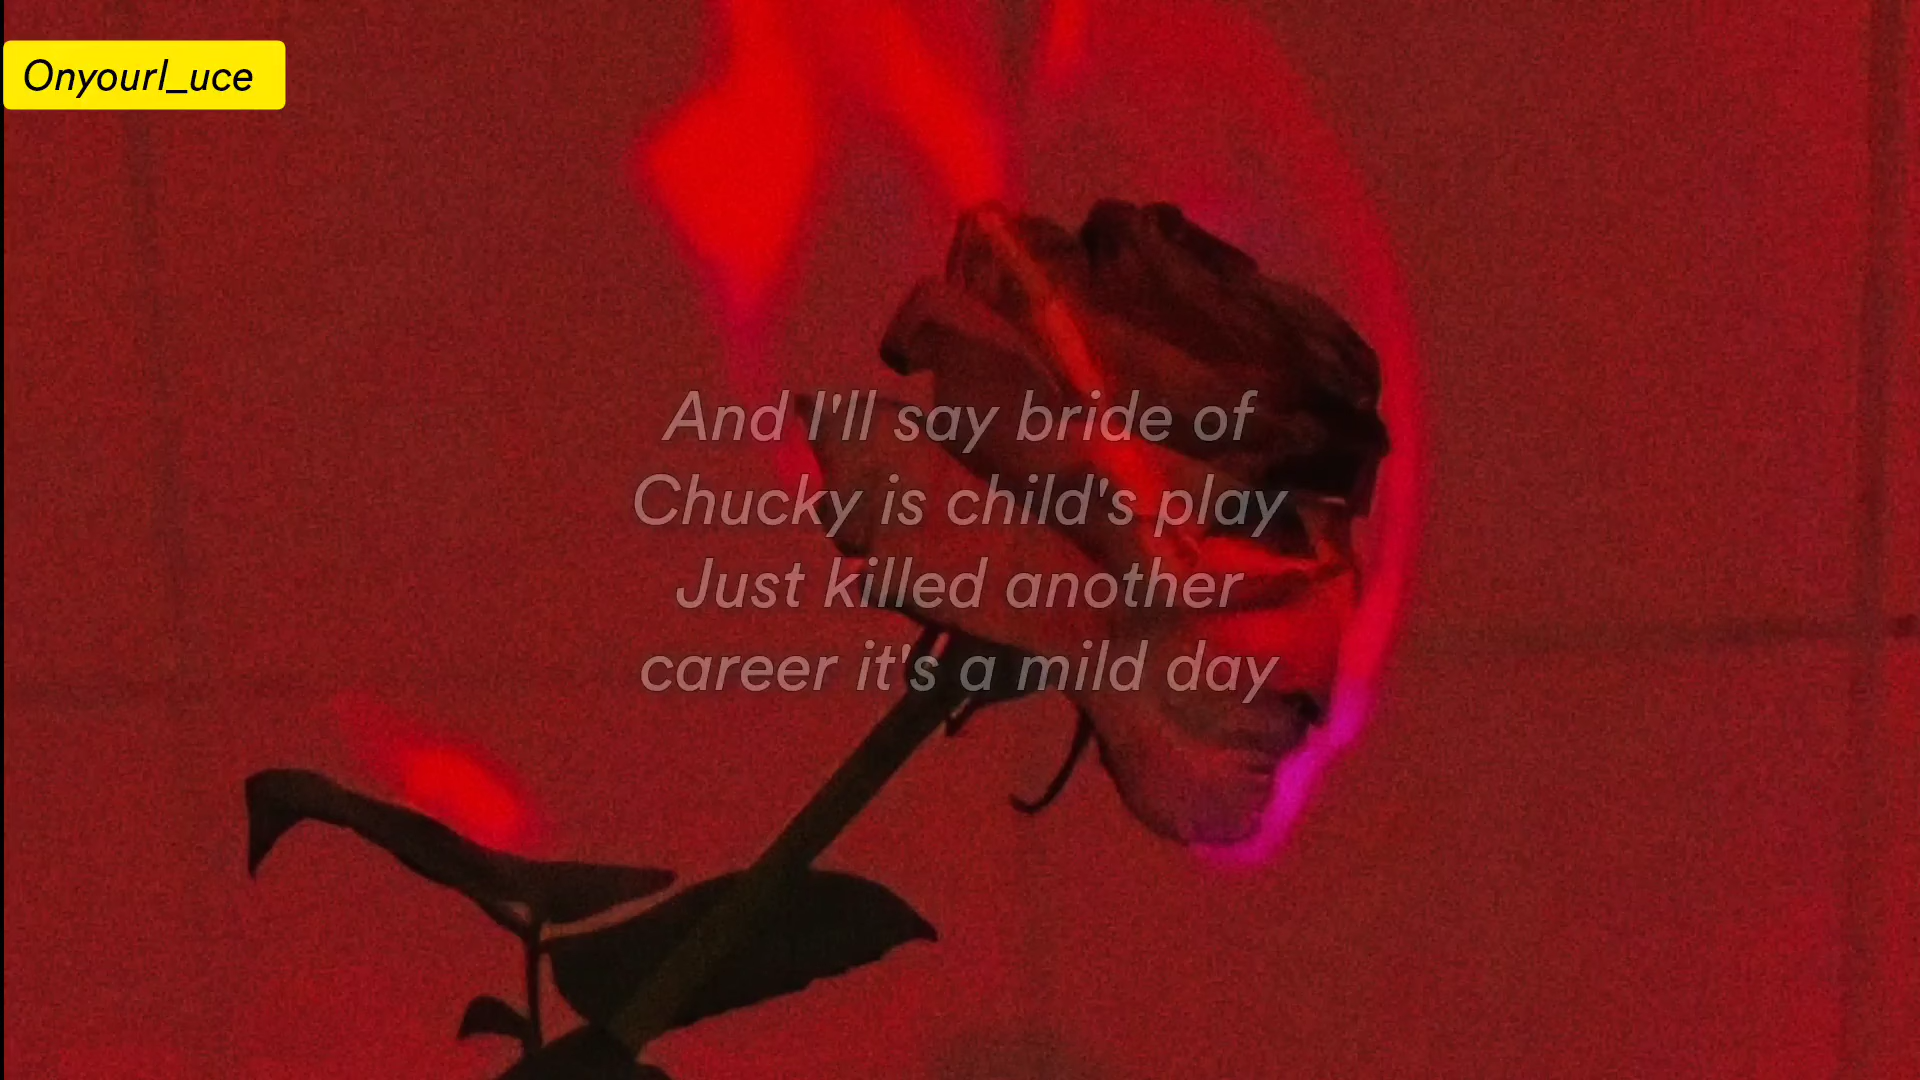 Onyourl_uce
And I'll say bride of
Chucky is child's play
Just killed another
career it's a mild day